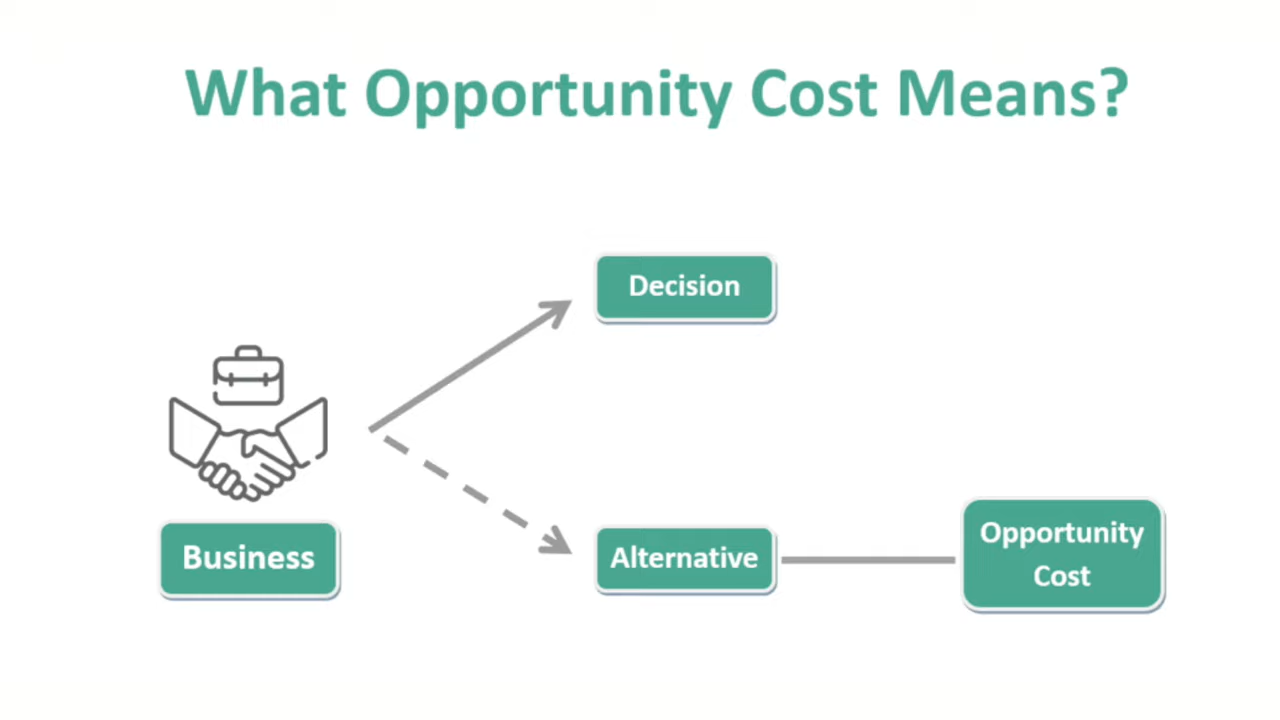 What Opportunity Cost Means?
Decision
Business
Alternative
Opportunity
Cost